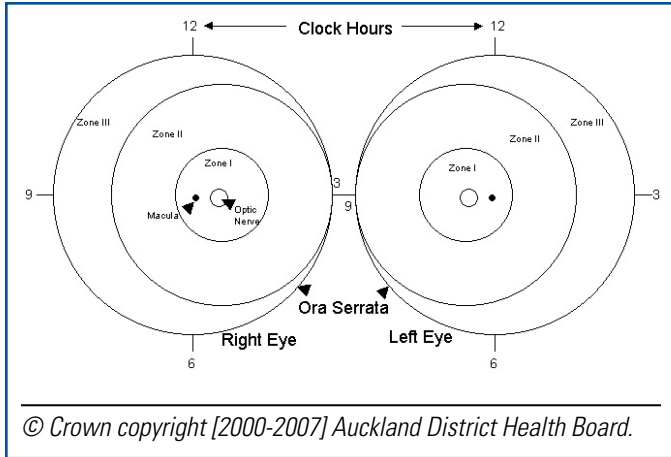 Clock Hours
12
12
Zone III
Zone III
Zone II
Zone II
Zone I
Zone I
9
3
9
3
Macula
Optic
Nerve
Ora Serrata
Right Eye
Left Eye
6
6
© Crown copyright [2000-2007] Auckland District Health Board.